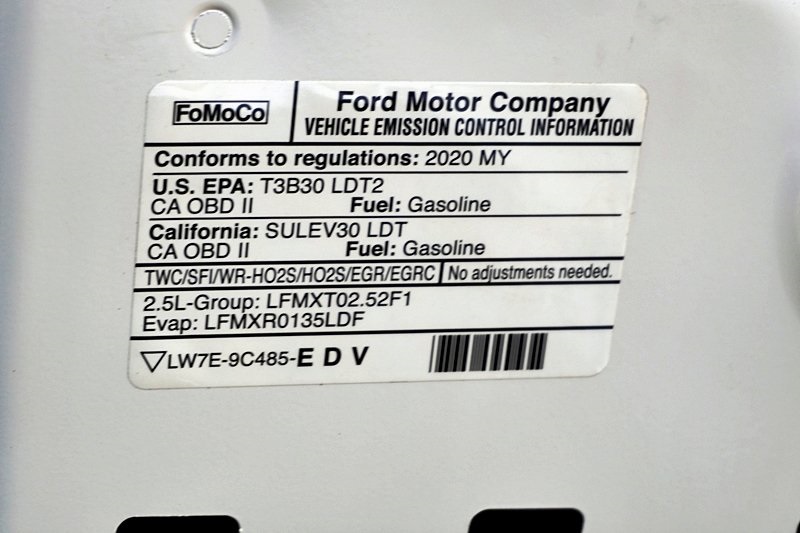 FoMoCo
Ford Motor Company
VEHICLE EMISSION CONTROL INFORMATION
Conforms to regulations: 2020 MY
U.S. EPA: T3B30 LDT2
CA OBD II Fuel: Gasoline
California: SULEV30 LDT
CA OBD II Fuel: Gasoline
TWC/SFI/WR-HO2S/HO2S/EGR/EGRC No adjustments needed.
2.5L-Group: LFMXT02.52F1
Evap: LFMXR0135LDF
LW7E-9C485-E D V